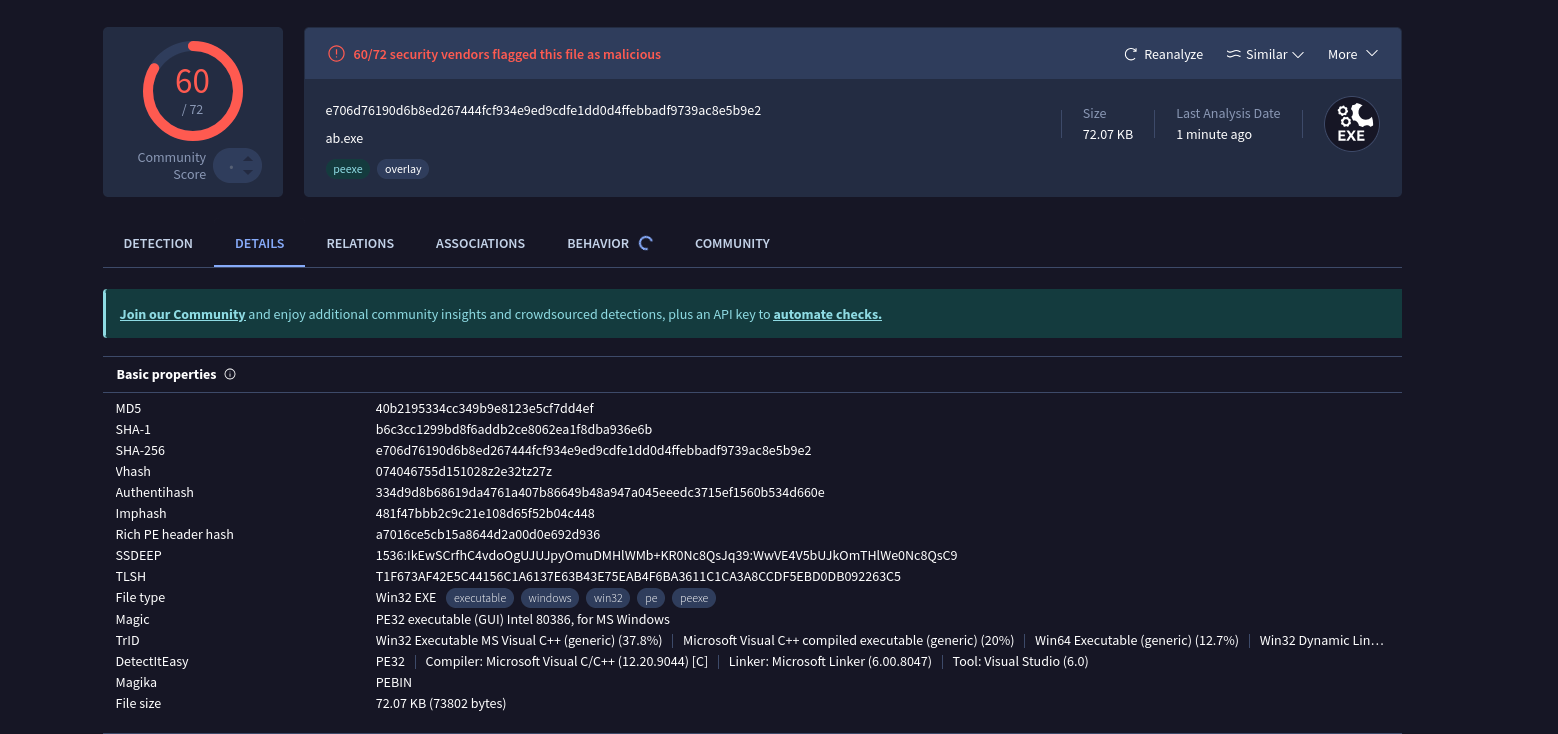 60
/ 72
Community
Score
60/72 security vendors flagged this file as malicious
Reanalyze
Similar
More
e706d76190d6b8ed267444fcf934e9ed9cdfe1dd0d4ffebbadf9739ac8e5b9e2
ab.exe
peexe overlay
Size
72.07 KB
Last Analysis Date
1 minute ago
EXE
DETECTION DETAILS RELATIONS ASSOCIATIONS BEHAVIOR COMMUNITY
Join our Community and enjoy additional community insights and crowdsourced detections, plus an API key to automate checks.
Basic properties
MD5 40b2195334cc349b9e8123e5cf7dd4ef
SHA-1 b6c3cc1299bd8f6addb2ce8062ea1f8dba936e6b
SHA-256 e706d76190d6b8ed267444fcf934e9ed9cdfe1dd0d4ffebbadf9739ac8e5b9e2
Vhash 074046755d151028z2e32tz27z
Authentihash 334d9d8b68619da4761a407b86649b48a947a045eeedc3715ef1560b534d660e
Imphash 481f47bbb2c9c21e108d65f52b04c448
Rich PE header hash a7016ce5cb15a8644d2a00d0e692d936
SSDEEP 1536:IkEwSCrfhC4vdoOgUJUJpyOmuDMHlWMb+KR0Nc8QsJq39:WwVE4V5bUJkOmTHlWe0Nc8QsC9
TLSH T1F673AF42E5C44156C1A6137E63B43E75EAB4F6BA3611C1CA3A8CCDF5EBD0DB092263C5
File type Win32 EXE executable windows win32 pe peexe
Magic PE32 executable (GUI) Intel 80386, for MS Windows
TrID Win32 Executable MS Visual C++ (generic) (37.8%) | Microsoft Visual C++ compiled executable (generic) (20%) | Win64 Executable (generic) (12.7%) | Win32 Dynamic Lin…
DetectItEasy PE32 | Compiler: Microsoft Visual C/C++ (12.20.9044) [C] | Linker: Microsoft Linker (6.00.8047) | Tool: Visual Studio (6.0)
Magika PEBIN
File size 72.07 KB (73802 bytes)